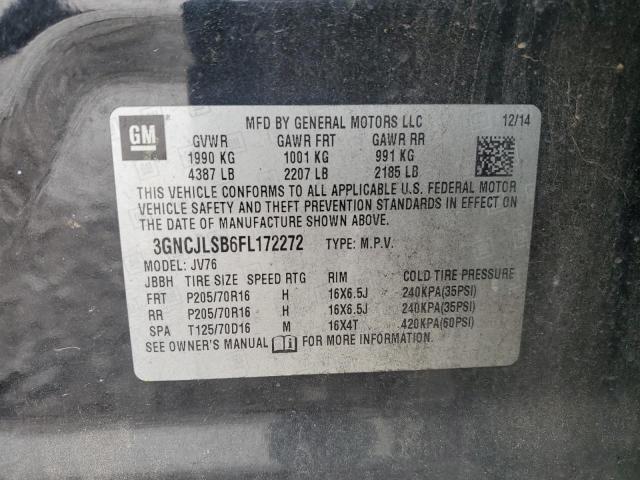 GM
MFD BY GENERAL MOTORS LLC 12/14
GVWR GAWR FRT GAWR RR
1990 KG 1001 KG 991 KG
4387 LB 2207 LB 2185 LB
THIS VEHICLE CONFORMS TO ALL APPLICABLE U.S. FEDERAL MOTOR
VEHICLE SAFETY AND THEFT PREVENTION STANDARDS IN EFFECT ON
THE DATE OF MANUFACTURE SHOWN ABOVE.
3GNCJLSB6FL172272 TYPE: M.P.V.
MODEL: JV76
JBBH TIRE SIZE SPEED RTG RIM COLD TIRE PRESSURE
FRT P205/70R16 H 16X6.5J 240KPA(35PSI)
RR P205/70R16 H 16X6.5J 240KPA(35PSI)
SPA T125/70D16 M 16X4T 420KPA(60PSI)
SEE OWNER'S MANUAL FOR MORE INFORMATION.